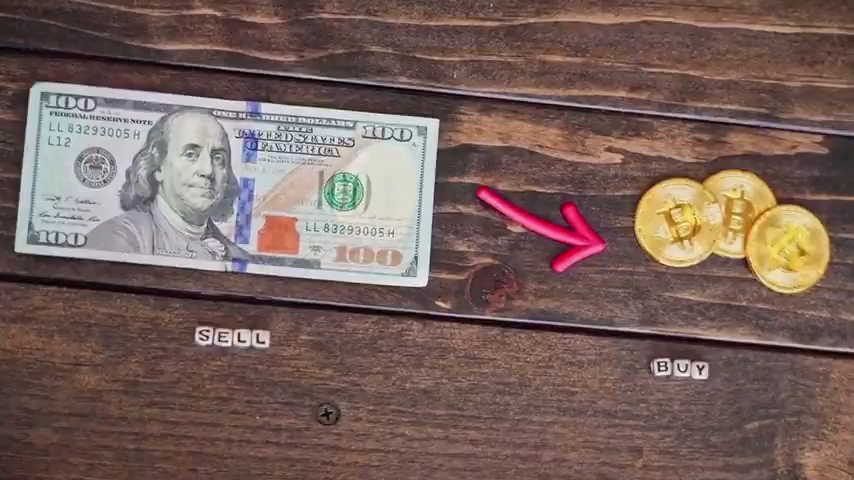 100
ONE HUNDRED DOLLARS
100
FEDERAL RESERVE NOTE
THE
UNITED STATES
OF AMERICA
LL 83293005 H
L12
LL 83293005 H
100
100
SELL
BUY